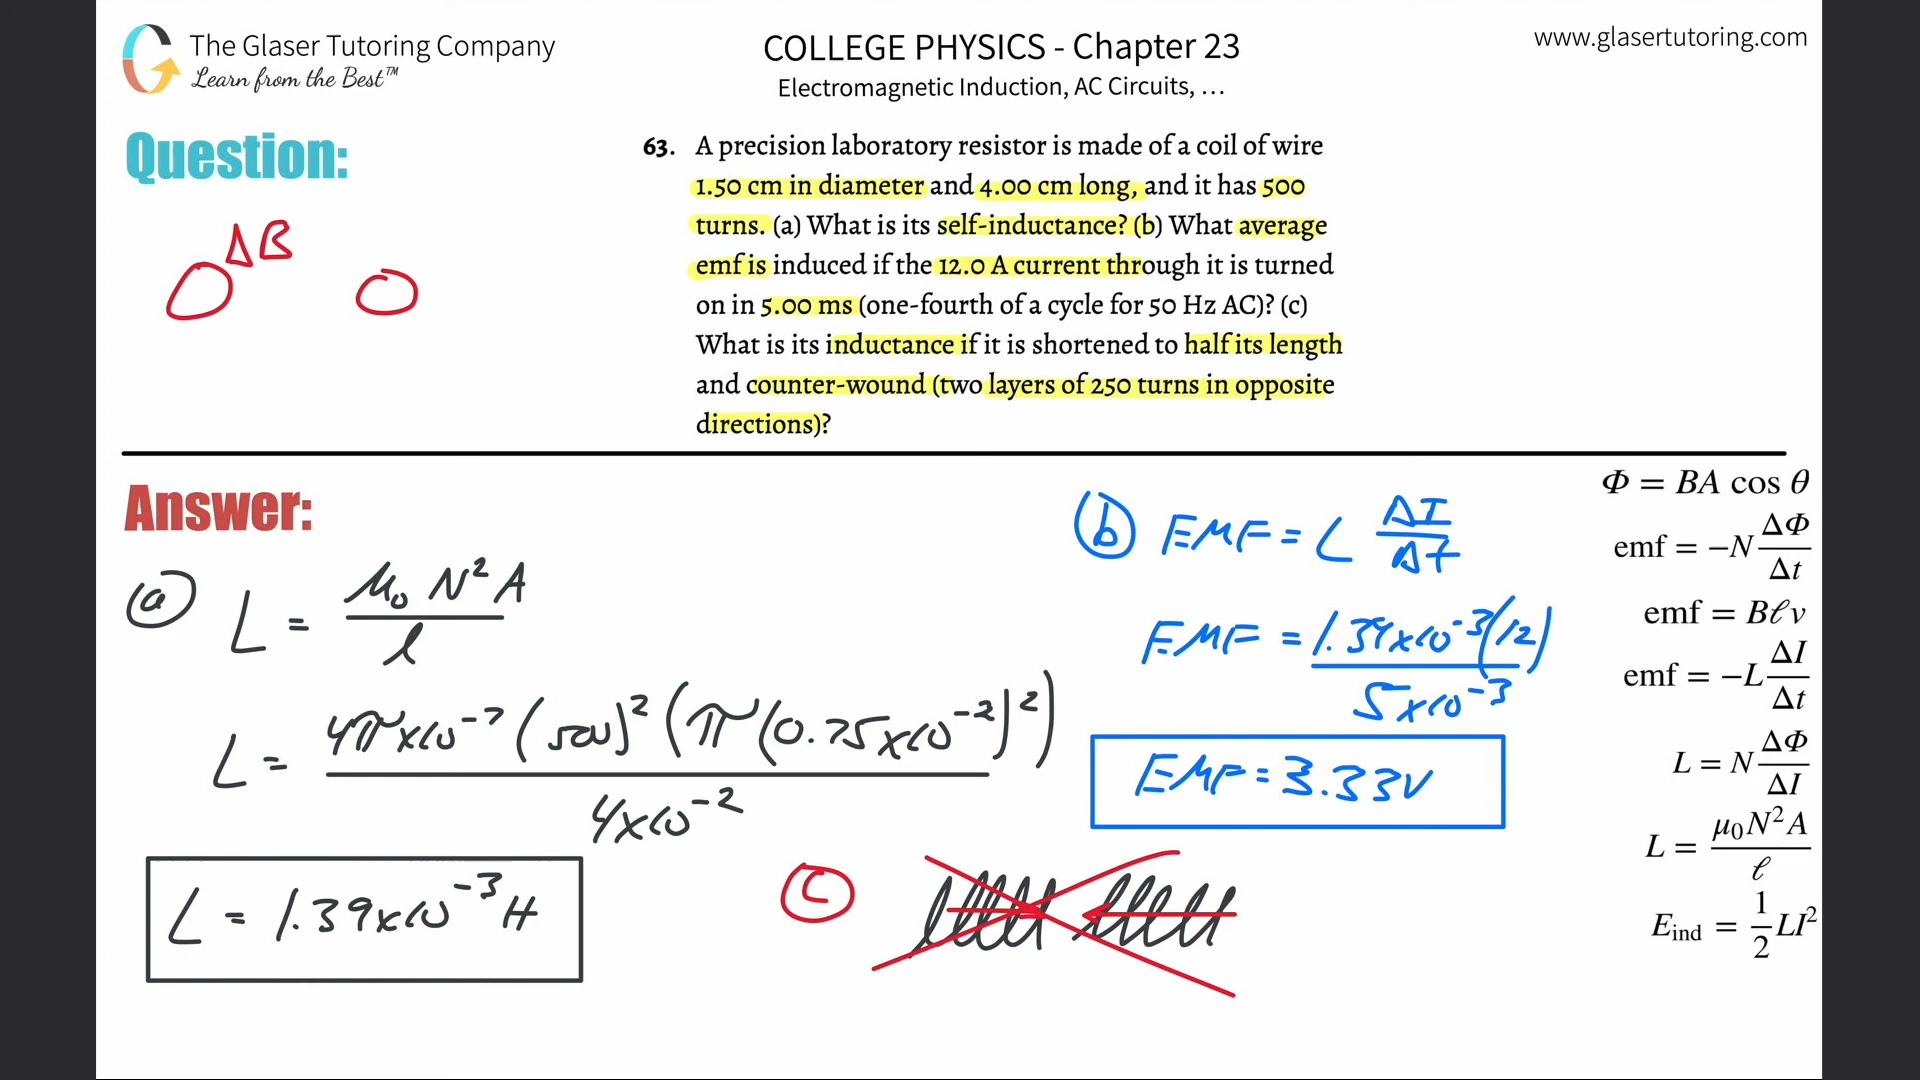 The Glaser Tutoring Company
Learn from the Best™
COLLEGE PHYSICS - Chapter 23
Electromagnetic Induction, AC Circuits, ...
www.glasertutoring.com
Question:
ΔB
63. A precision laboratory resistor is made of a coil of wire
1.50 cm in diameter and 4.00 cm long, and it has 500
turns. (a) What is its self-inductance? (b) What average
emf is induced if the 12.0 A current through it is turned
on in 5.00 ms (one-fourth of a cycle for 50 Hz AC)? (c)
What is its inductance if it is shortened to half its length
and counter-wound (two layers of 250 turns in opposite
directions)?
Answer:
(a) L = μ₀ N² A / l
L = 4π×10⁻⁷ (500)² (π (0.75×10⁻²)²) / 4×10⁻²
L = 1.39×10⁻³ H
(b) EMF = L ΔI / Δt
EMF = 1.39×10⁻³ (12) / 5×10⁻³
EMF = 3.33V
(c)
Φ = BA cos θ
emf = −N ΔΦ / Δt
emf = Bℓv
emf = −L ΔI / Δt
L = N ΔΦ / ΔI
L = μ₀N²A / ℓ
E_ind = 1/2 LI²